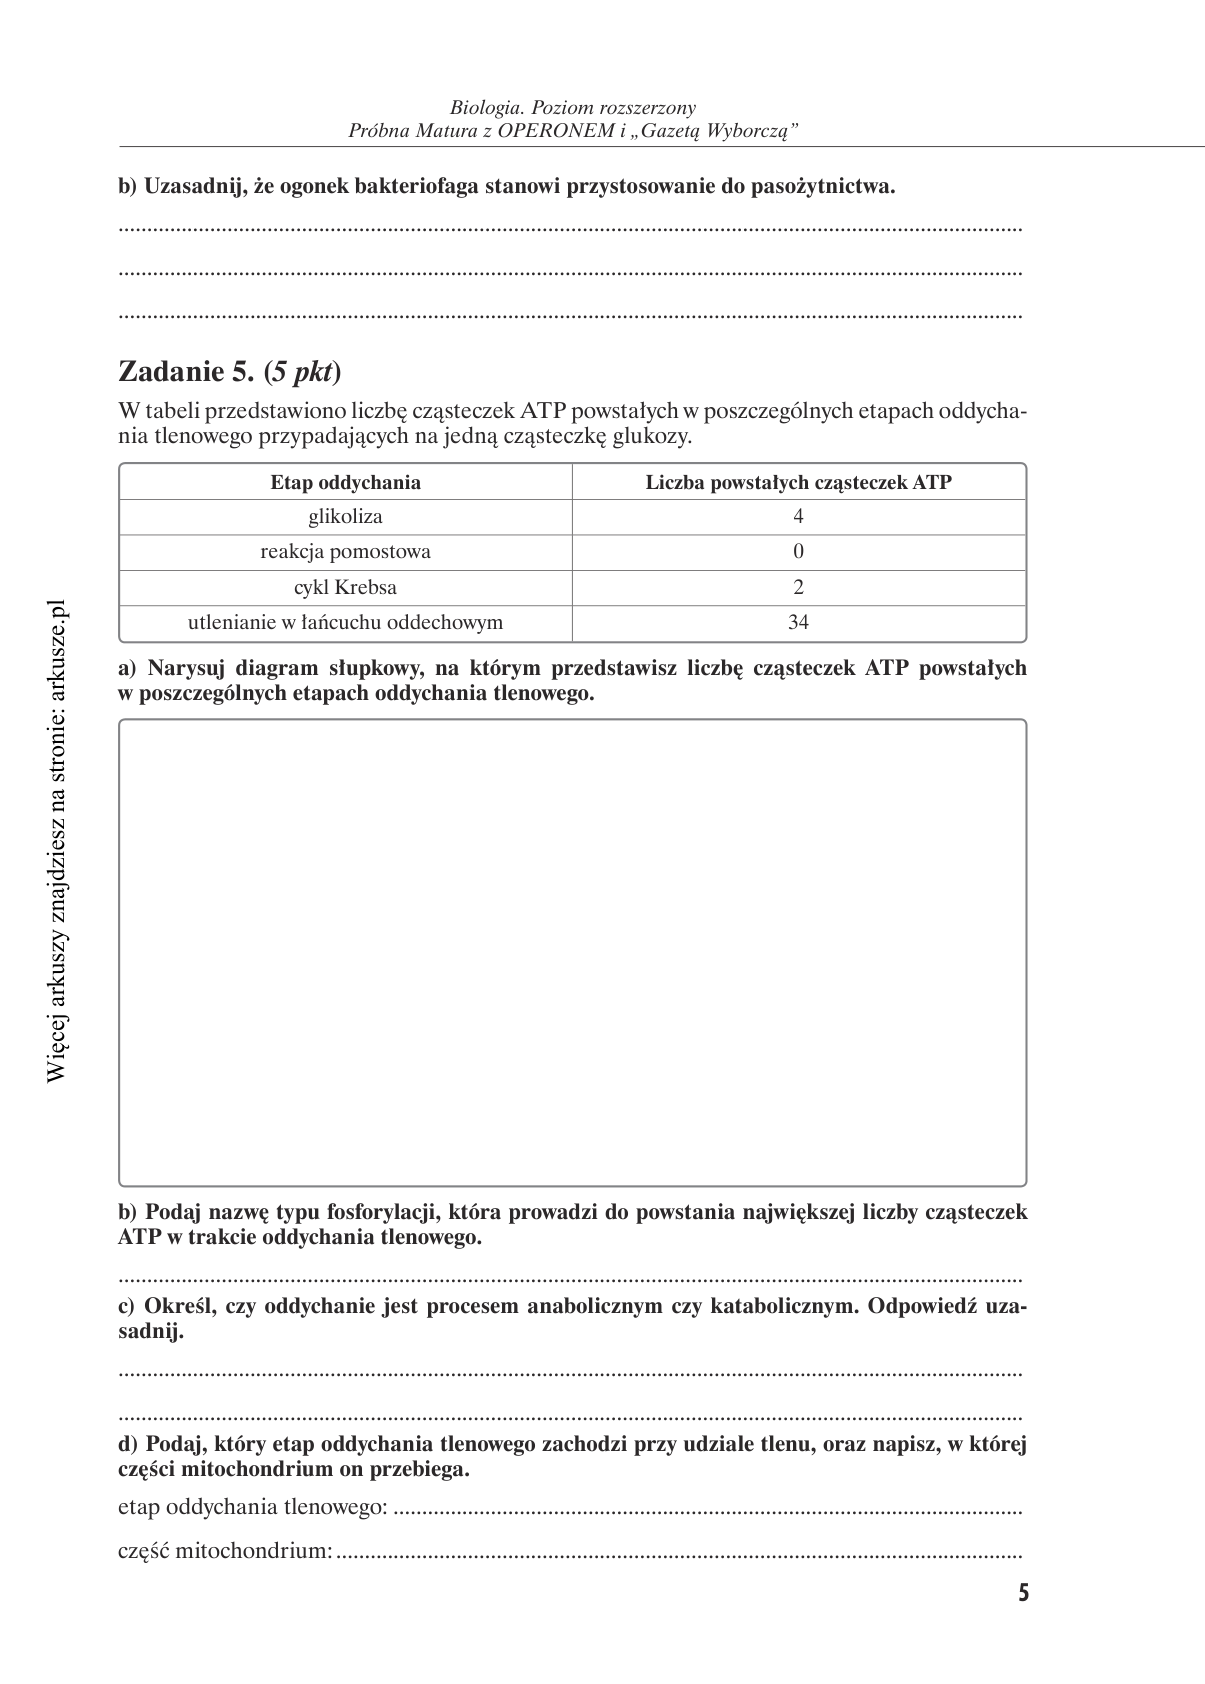 Biologia. Poziom rozszerzony
Próbna Matura z OPERONEM i „Gazetą Wyborczą”
b) Uzasadnij, że ogonek bakteriofaga stanowi przystosowanie do pasożytnictwa.
Zadanie 5. (5 pkt)
W tabeli przedstawiono liczbę cząsteczek ATP powstałych w poszczególnych etapach oddycha-
nia tlenowego przypadających na jedną cząsteczkę glukozy.
Etap oddychania Liczba powstałych cząsteczek ATP
glikoliza 4
reakcja pomostowa 0
cykl Krebsa 2
utlenianie w łańcuchu oddechowym 34
a) Narysuj diagram słupkowy, na którym przedstawisz liczbę cząsteczek ATP powstałych
w poszczególnych etapach oddychania tlenowego.
b) Podaj nazwę typu fosforylacji, która prowadzi do powstania największej liczby cząsteczek
ATP w trakcie oddychania tlenowego.
c) Określ, czy oddychanie jest procesem anabolicznym czy katabolicznym. Odpowiedź uza-
sadnij.
d) Podaj, który etap oddychania tlenowego zachodzi przy udziale tlenu, oraz napisz, w której
części mitochondrium on przebiega.
etap oddychania tlenowego:
część mitochondrium:
5
Więcej arkuszy znajdziesz na stronie: arkusze.pl